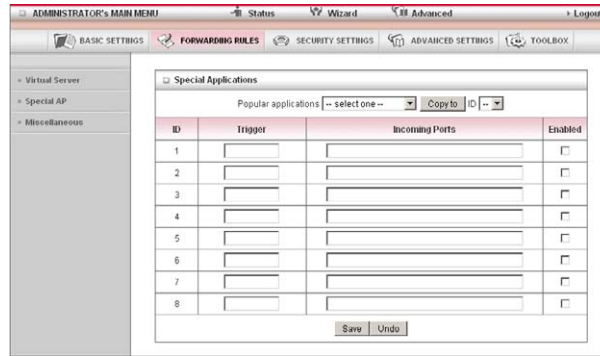 ADMINISTRATOR's MAIN MENU Status Wizard Advanced Logout
BASIC SETTINGS FORWARDING RULES SECURITY SETTINGS ADVANCED SETTINGS TOOLBOX
Virtual Server
Special AP
Miscellaneous
Special Applications
Popular applications -- select one -- Copy to ID --
ID Trigger Incoming Ports Enabled
1
2
3
4
5
6
7
8
Save Undo